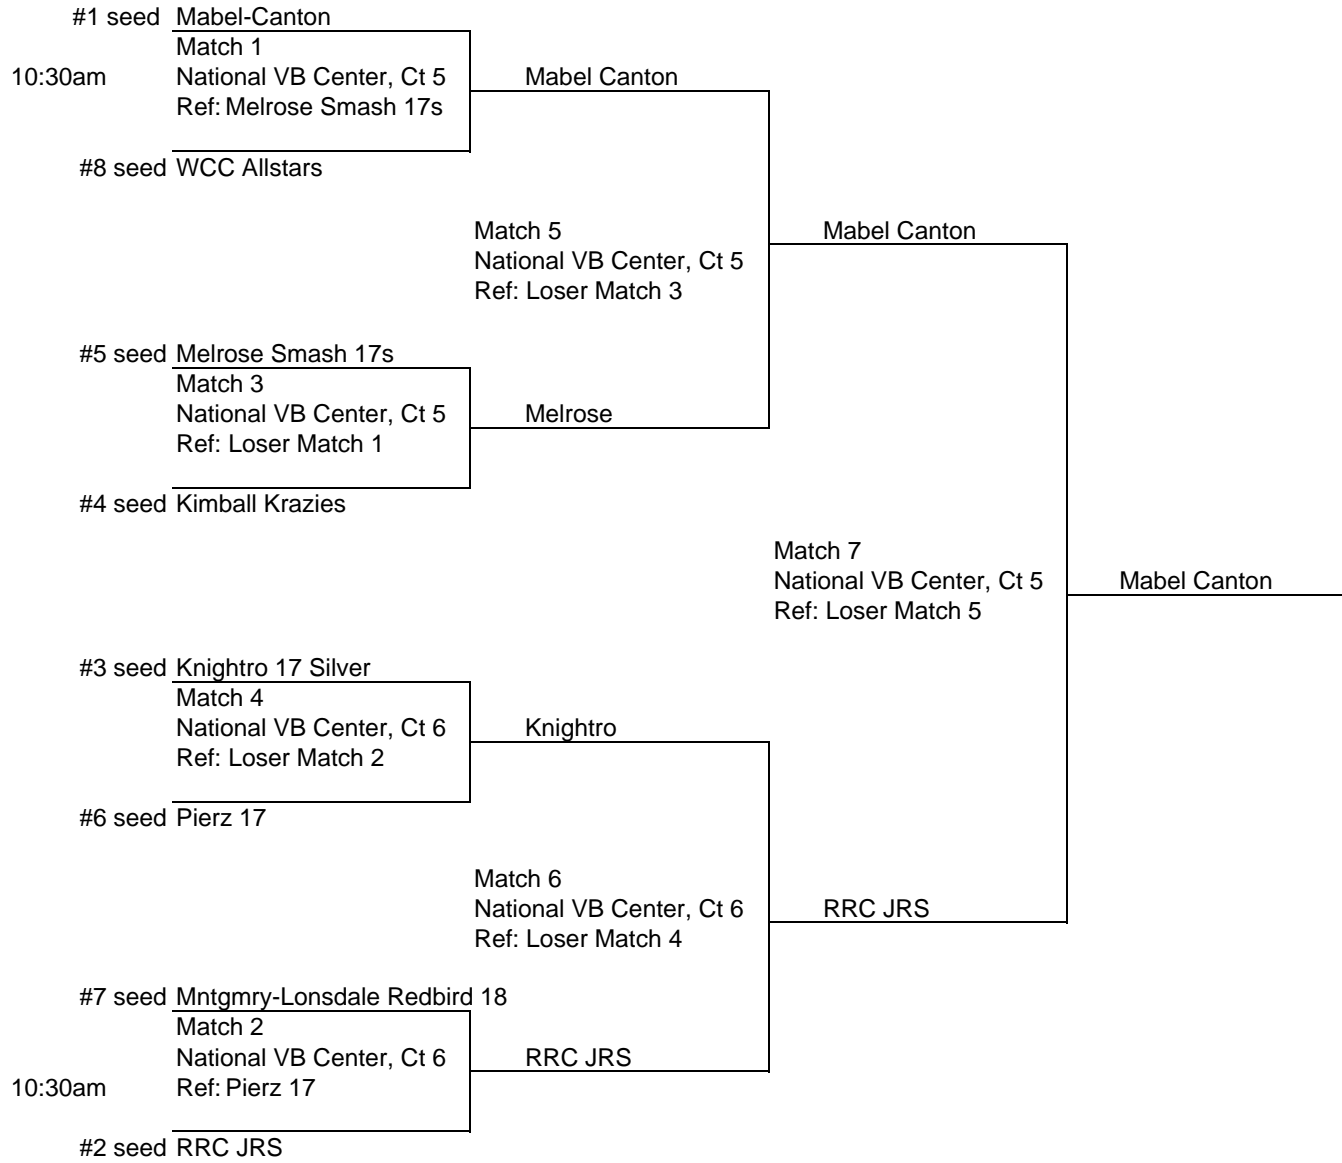 #1 seed Mabel-Canton
Match 1
10:30am National VB Center, Ct 5
Mabel Canton
Ref: Melrose Smash 17s
#8 seed WCC Allstars
Match 5
Mabel Canton
National VB Center, Ct 5
Ref: Loser Match 3
#5 seed Melrose Smash 17s
Match 3
National VB Center, Ct 5
Melrose
Ref: Loser Match 1
#4 seed Kimball Krazies
Match 7
National VB Center, Ct 5
Mabel Canton
Ref: Loser Match 5
#3 seed Knightro 17 Silver
Match 4
National VB Center, Ct 6
Knightro
Ref: Loser Match 2
#6 seed Pierz 17
Match 6
National VB Center, Ct 6
RRC JRS
Ref: Loser Match 4
#7 seed Mntgmry-Lonsdale Redbird 18
Match 2
National VB Center, Ct 6
RRC JRS
10:30am Ref: Pierz 17
#2 seed RRC JRS